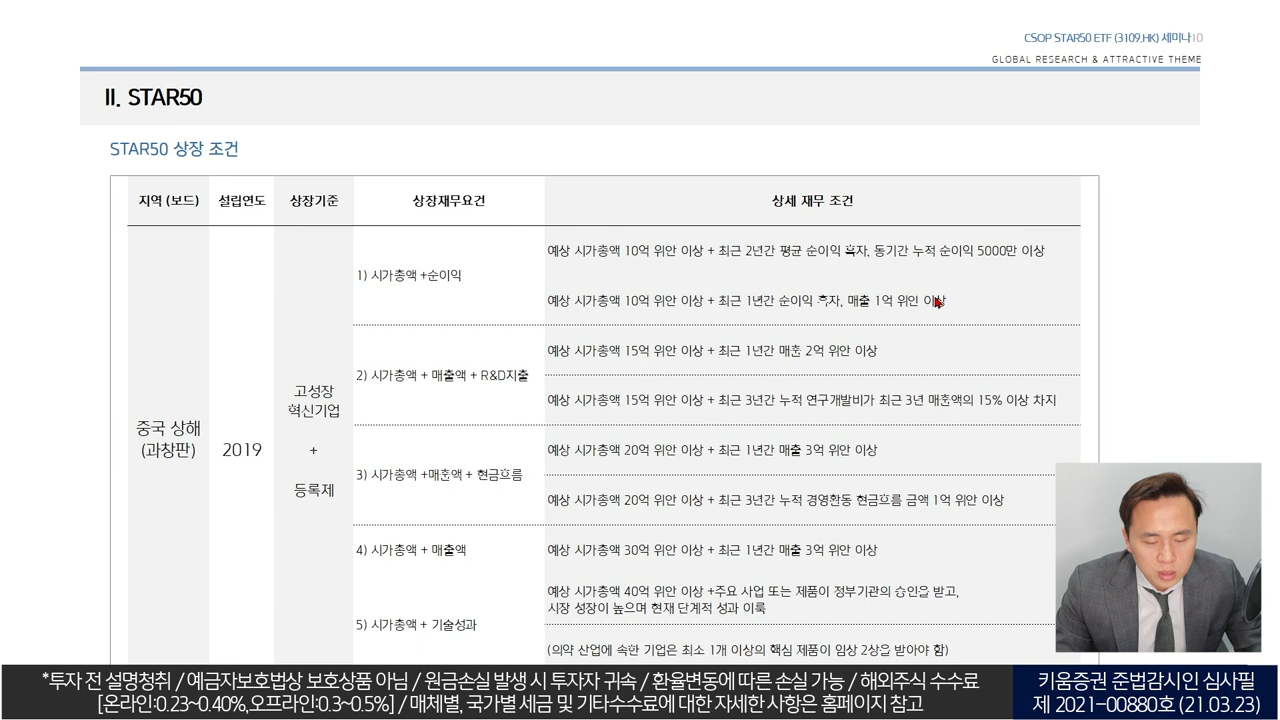 CSOP STAR50 ETF (3109.HK) 세미나10
GLOBAL RESEARCH & ATTRACTIVE THEME
II. STAR50
STAR50 상장 조건
지역 (보드) 설립연도 상장기준 상장재무요건 상세 재무 조건
중국 상해
(과창판)
2019
고성장
혁신기업
+
등록제
1) 시가총액 +순이익
예상 시가총액 10억 위안 이상 + 최근 2년간 평균 순이익 흑자, 동기간 누적 순이익 5000만 이상
예상 시가총액 10억 위안 이상 + 최근 1년간 순이익 흑자, 매출 1억 위인 이상
2) 시가총액 + 매출액 + R&D지출
예상 시가총액 15억 위안 이상 + 최근 1년간 매출 2억 위안 이상
예상 시가총액 15억 위안 이상 + 최근 3년간 누적 연구개발비가 최근 3년 매출액의 15% 이상 차지
3) 시가총액 +매출액 + 현금흐름
예상 시가총액 20억 위안 이상 + 최근 1년간 매출 3억 위안 이상
예상 시가총액 20억 위안 이상 + 최근 3년간 누적 경영활동 현금흐름 금액 1억 위안 이상
4) 시가총액 + 매출액
예상 시가총액 30억 위안 이상 + 최근 1년간 매출 3억 위안 이상
5) 시가총액 + 기술성과
예상 시가총액 40억 위안 이상 +주요 사업 또는 제품이 정부기관의 승인을 받고,
시장 성장이 높으며 현재 단계적 성과 이룩
(의약 산업에 속한 기업은 최소 1개 이상의 핵심 제품이 임상 2상을 받아야 함)
*투자 전 설명청취 / 예금자보호법상 보호상품 아님 / 원금손실 발생 시 투자자 귀속 / 환율변동에 따른 손실 가능 / 해외주식 수수료
[온라인:0.23~0.40%,오프라인:0.3~0.5%] / 매체별, 국가별 세금 및 기타수수료에 대한 자세한 사항은 홈페이지 참고
키움증권 준법감시인 심사필
제 2021-00880호 (21.03.23)